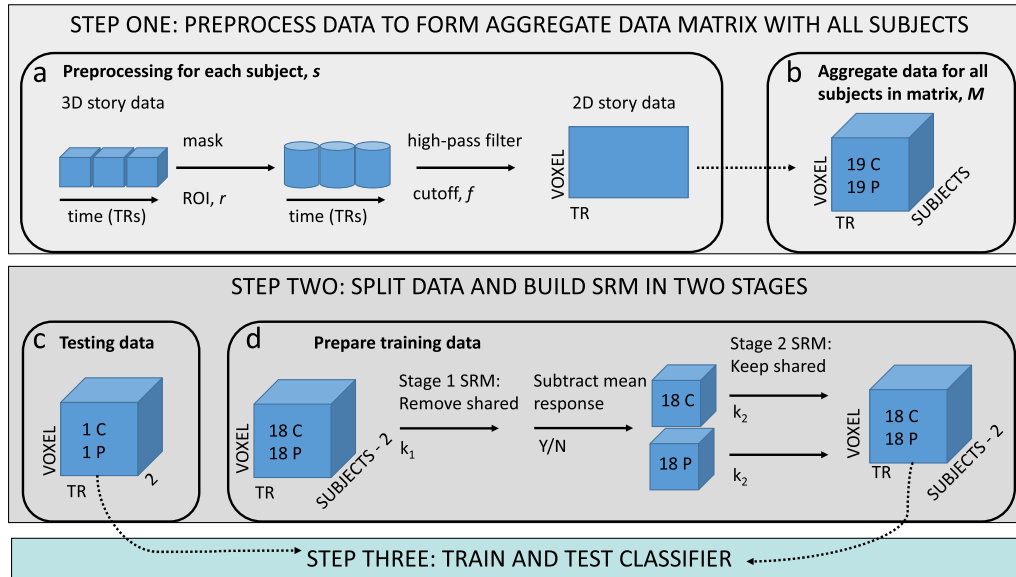 STEP ONE: PREPROCESS DATA TO FORM AGGREGATE DATA MATRIX WITH ALL SUBJECTS
a
Preprocessing for each subject, s
3D story data
time (TRs)
mask
ROI, r
time (TRs)
high-pass filter
cutoff, f
2D story data
VOXEL
TR
b
Aggregate data for all
subjects in matrix, M
VOXEL
19 C
19 P
TR
SUBJECTS
STEP TWO: SPLIT DATA AND BUILD SRM IN TWO STAGES
c
Testing data
VOXEL
1 C
1 P
TR
2
d
Prepare training data
VOXEL
18 C
18 P
TR
SUBJECTS - 2
Stage 1 SRM:
Remove shared
k₁
Subtract mean
response
Y/N
18 C
18 P
Stage 2 SRM:
Keep shared
k₂
k₂
VOXEL
18 C
18 P
TR
SUBJECTS - 2
STEP THREE: TRAIN AND TEST CLASSIFIER